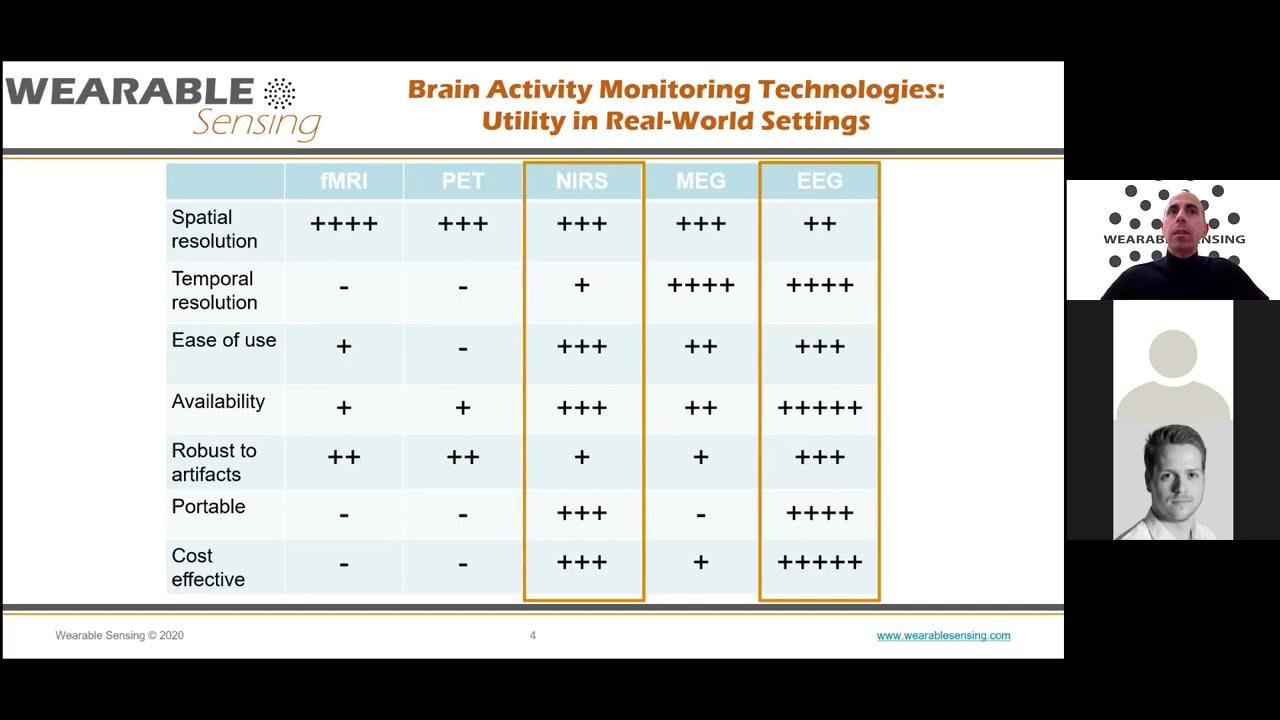 WEARABLE
Sensing
Brain Activity Monitoring Technologies:
Utility in Real-World Settings
fMRI PET NIRS MEG EEG
Spatial resolution ++++ +++ +++ +++ ++
Temporal resolution - - + ++++ ++++
Ease of use + - +++ ++ +++
Availability + + +++ ++ +++++
Robust to artifacts ++ ++ + + +++
Portable - - +++ - ++++
Cost effective - - +++ + +++++
Wearable Sensing © 2020 4 www.wearablesensing.com